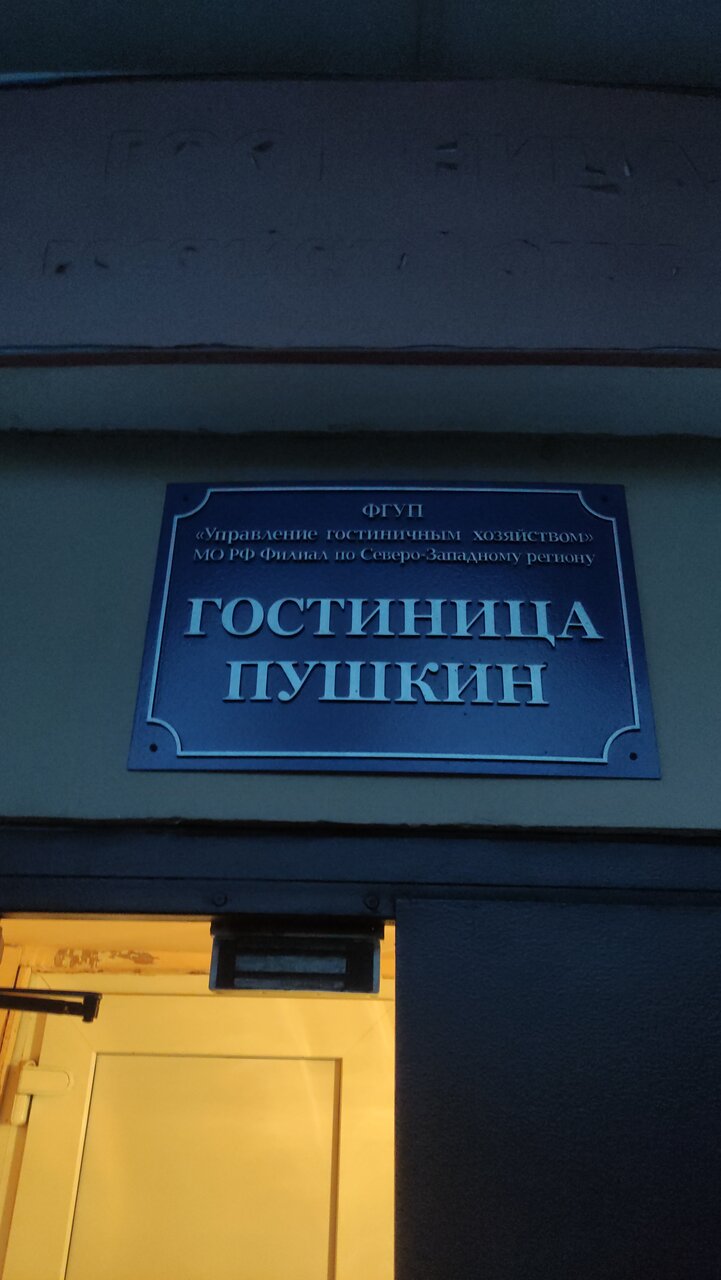 ФГУП
«Управление гостиничным хозяйством»
МО РФ Филиал по Северо-Западному региону
ГОСТИНИЦА
ПУШКИН